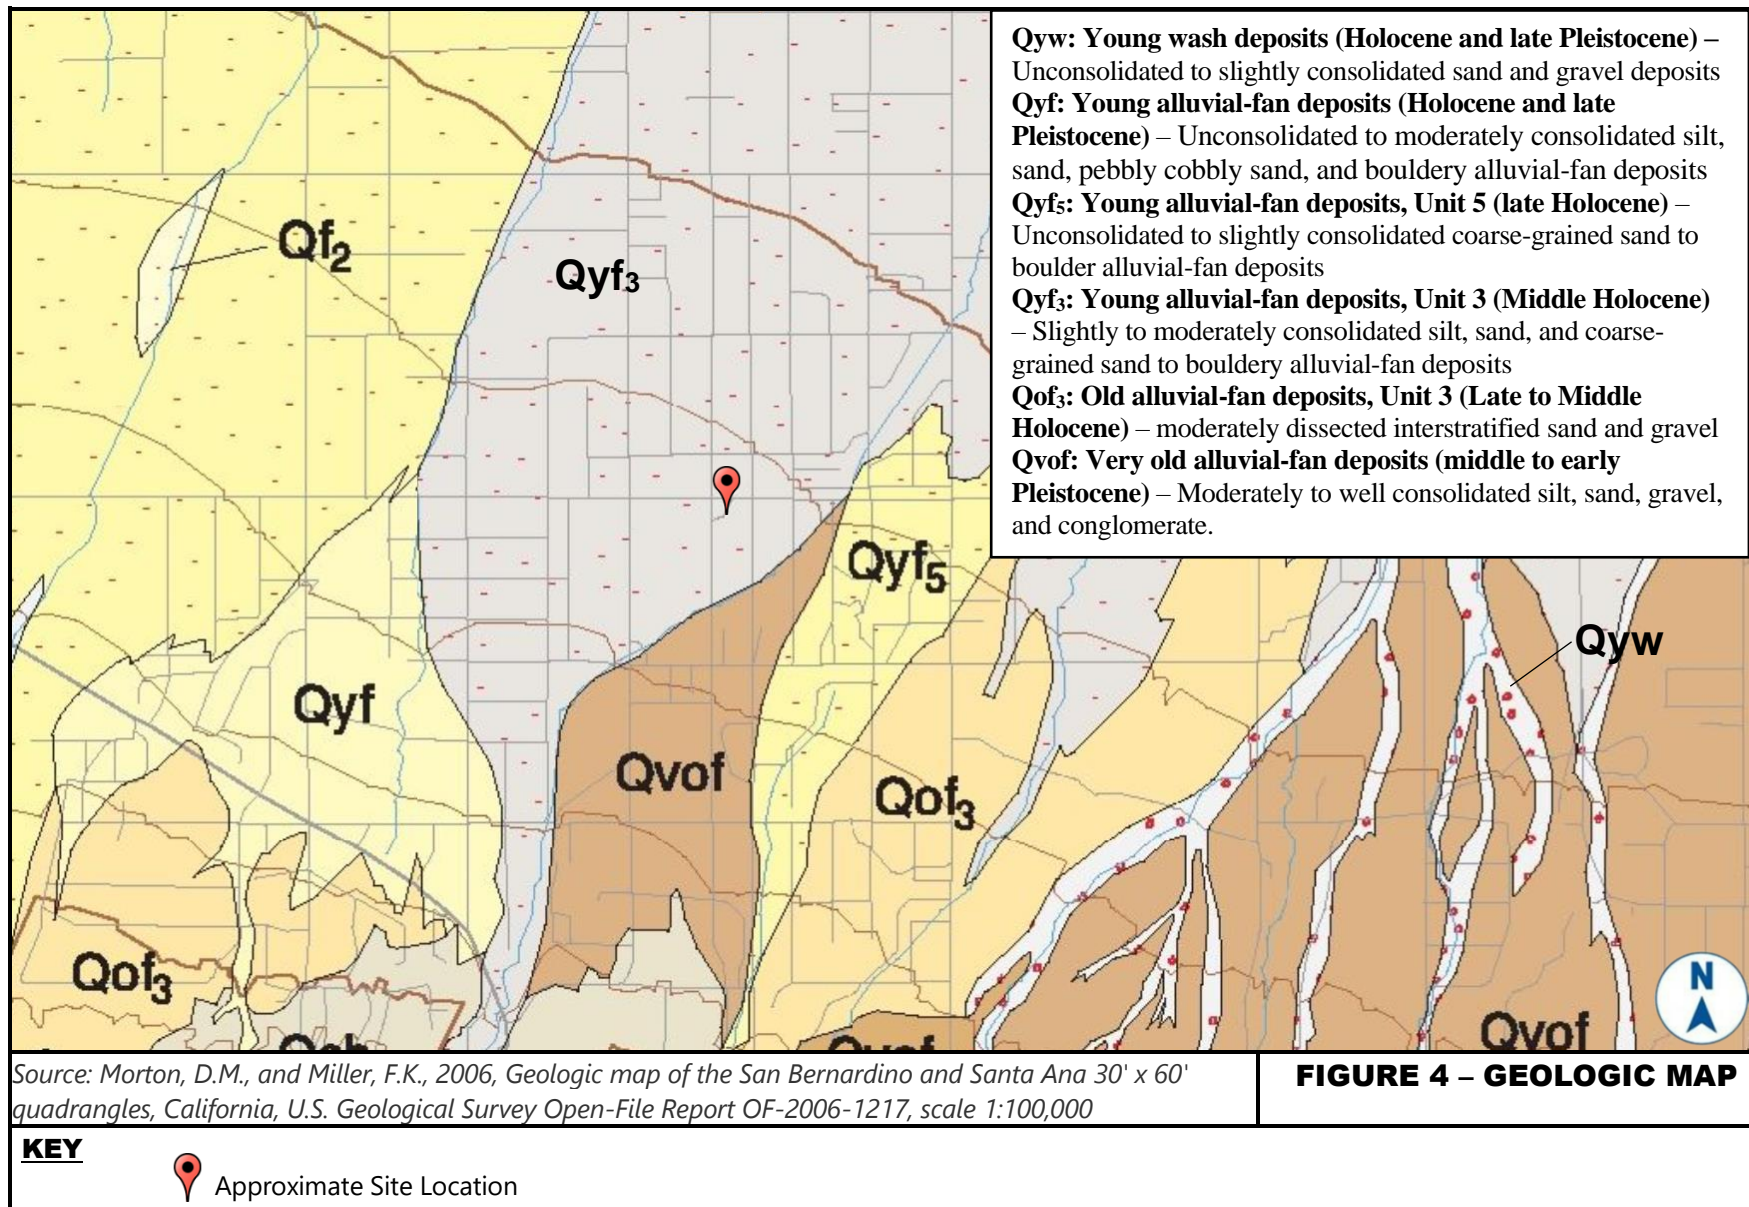 Qyw: Young wash deposits (Holocene and late Pleistocene) –
Unconsolidated to slightly consolidated sand and gravel deposits
Qyf: Young alluvial-fan deposits (Holocene and late
Pleistocene) – Unconsolidated to moderately consolidated silt,
sand, pebbly cobbly sand, and bouldery alluvial-fan deposits
Qyf₅: Young alluvial-fan deposits, Unit 5 (late Holocene) –
Unconsolidated to slightly consolidated coarse-grained sand to
boulder alluvial-fan deposits
Qyf₃: Young alluvial-fan deposits, Unit 3 (Middle Holocene)
– Slightly to moderately consolidated silt, sand, and coarse-
grained sand to bouldery alluvial-fan deposits
Qof₃: Old alluvial-fan deposits, Unit 3 (Late to Middle
Holocene) – moderately dissected interstratified sand and gravel
Qvof: Very old alluvial-fan deposits (middle to early
Pleistocene) – Moderately to well consolidated silt, sand, gravel,
and conglomerate.
Qf₂
Qyf₃
Qyf₅
Qyw
Qyf
Qvof
Qof₃
Qof₃
N
Qvof
Qvof
Source: Morton, D.M., and Miller, F.K., 2006, Geologic map of the San Bernardino and Santa Ana 30' x 60'
quadrangles, California, U.S. Geological Survey Open-File Report OF-2006-1217, scale 1:100,000
FIGURE 4 – GEOLOGIC MAP
KEY
Approximate Site Location